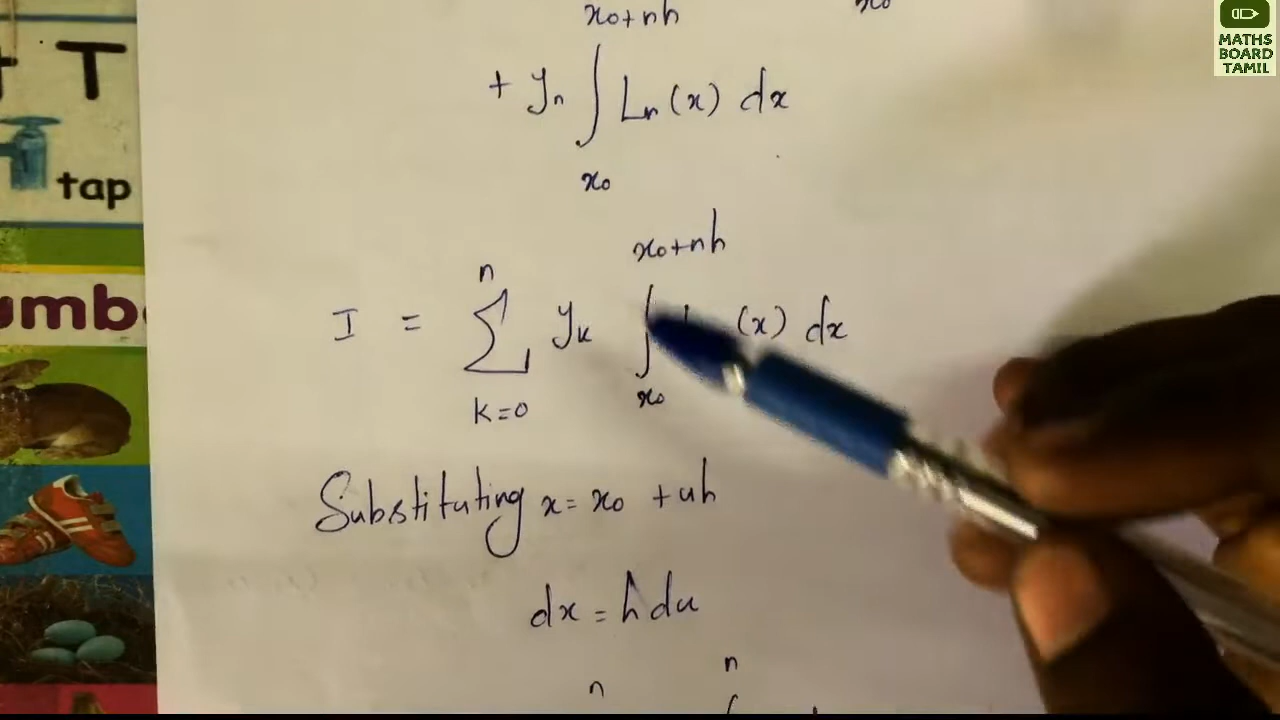 T
tap
umb
MATHS
BOARD
TAMIL
x₀+nh
x₀
+ yₙ ∫ Lₙ(x) dx
x₀
x₀+nh
n
I = Σ yₖ ∫ (x) dx
k=0
x₀
Substituting x = x₀ + uh
dx = h du
n
n